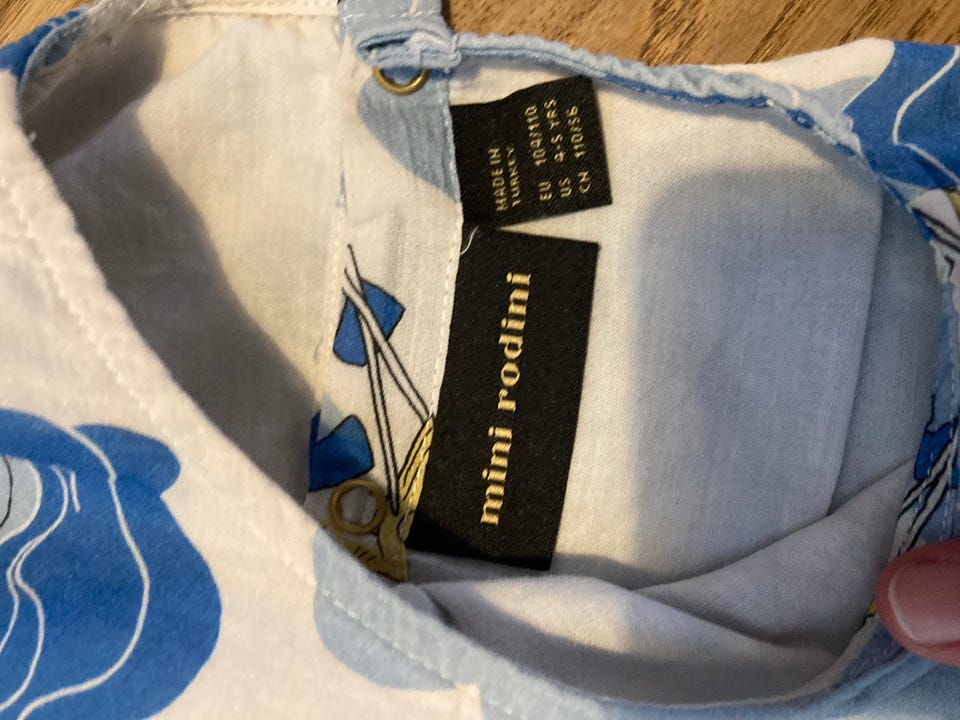 MADE IN
TURKEY
EU 104/110
US 4-5 YRS
CN 110/56
mini rodini